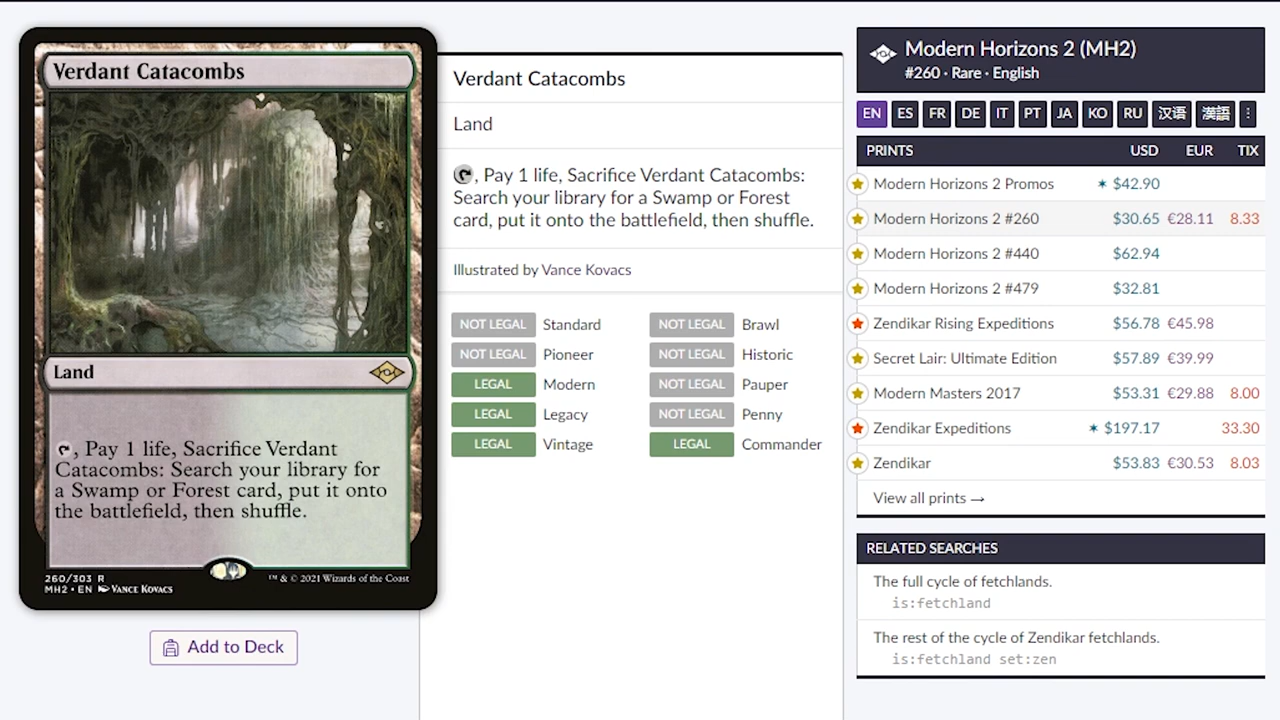 Verdant Catacombs
Land
, Pay 1 life, Sacrifice Verdant
Catacombs: Search your library for
a Swamp or Forest card, put it onto
the battlefield, then shuffle.
260/303 R
MH2 • EN VANCE KOVACS
™ & © 2021 Wizards of the Coast
Add to Deck
Verdant Catacombs
Land
, Pay 1 life, Sacrifice Verdant Catacombs:
Search your library for a Swamp or Forest
card, put it onto the battlefield, then shuffle.
Illustrated by Vance Kovacs
NOT LEGAL Standard NOT LEGAL Brawl
NOT LEGAL Pioneer NOT LEGAL Historic
LEGAL Modern NOT LEGAL Pauper
LEGAL Legacy NOT LEGAL Penny
LEGAL Vintage LEGAL Commander
Modern Horizons 2 (MH2)
#260 · Rare · English
EN ES FR DE IT PT JA KO RU 汉语 漢語 ⋮
PRINTS USD EUR TIX
Modern Horizons 2 Promos ✶ $42.90
Modern Horizons 2 #260 $30.65 €28.11 8.33
Modern Horizons 2 #440 $62.94
Modern Horizons 2 #479 $32.81
Zendikar Rising Expeditions $56.78 €45.98
Secret Lair: Ultimate Edition $57.89 €39.99
Modern Masters 2017 $53.31 €29.88 8.00
Zendikar Expeditions ✶ $197.17 33.30
Zendikar $53.83 €30.53 8.03
View all prints →
RELATED SEARCHES
The full cycle of fetchlands.
is:fetchland
The rest of the cycle of Zendikar fetchlands.
is:fetchland set:zen